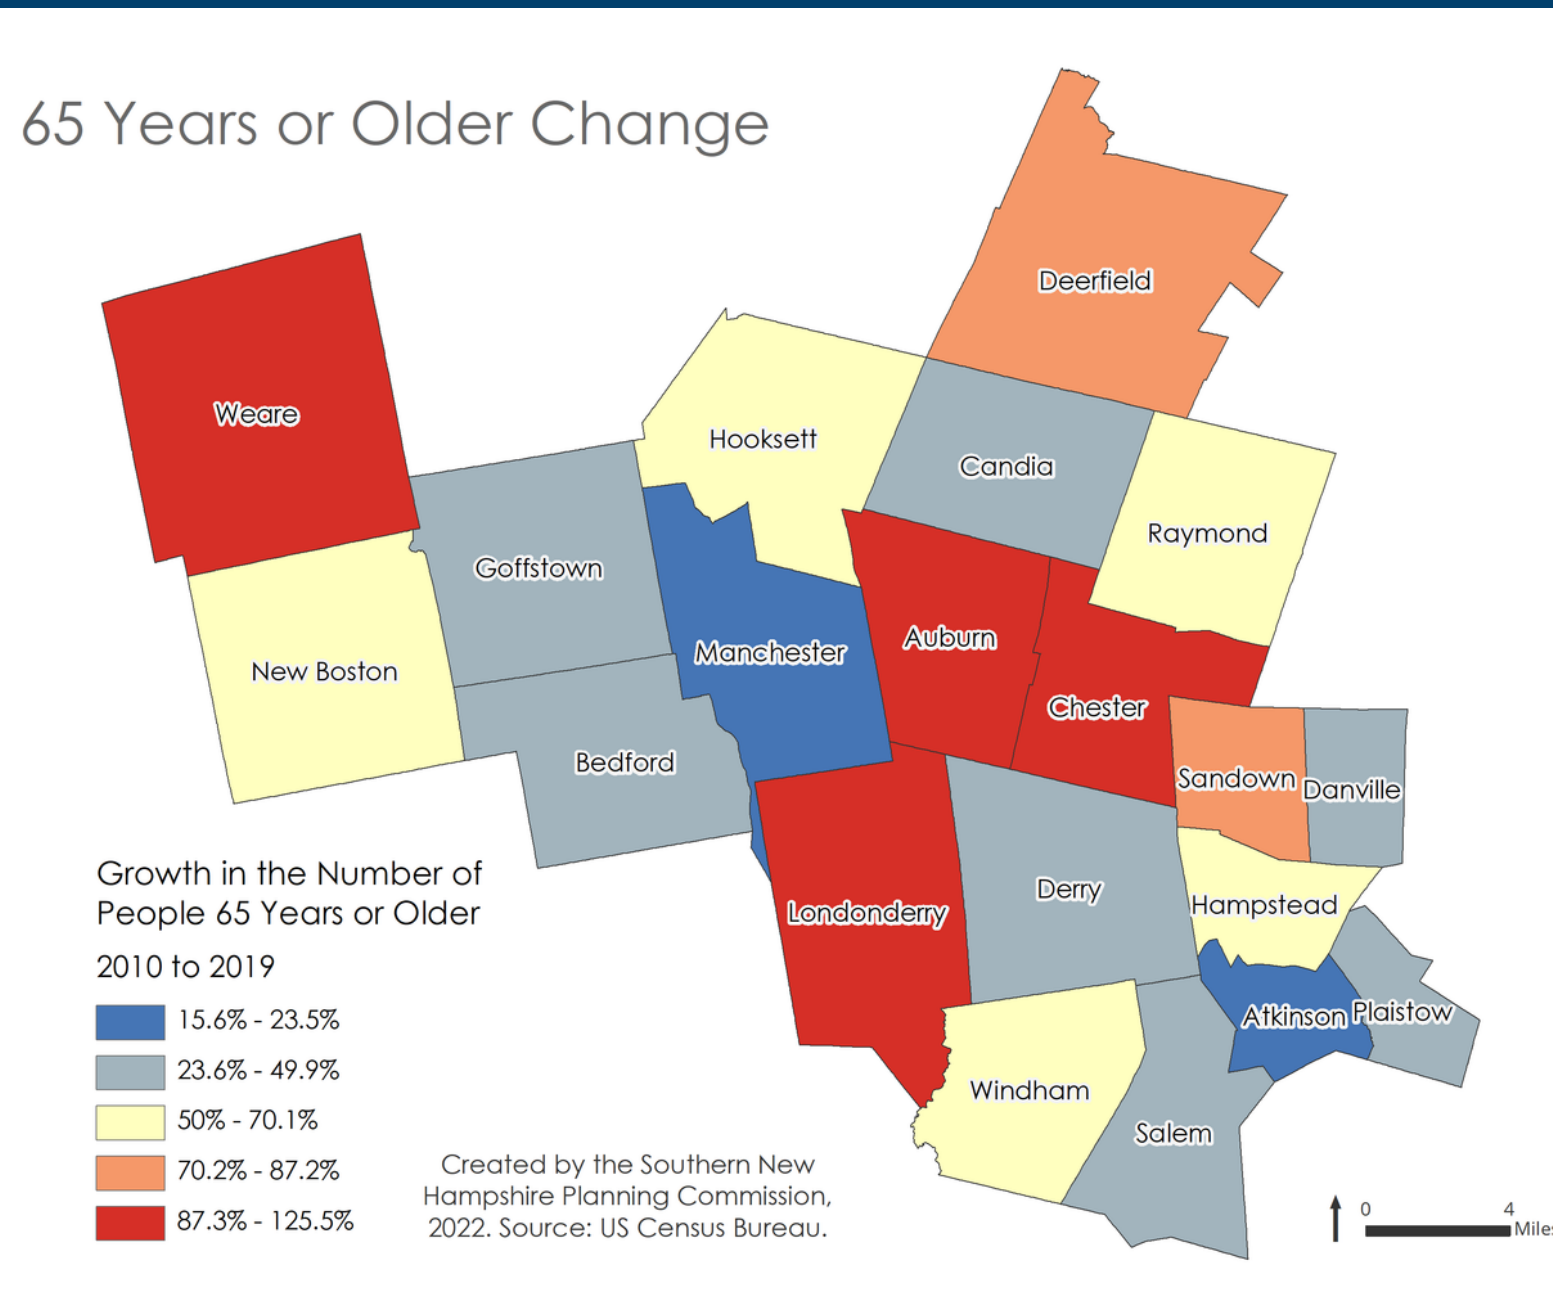 65 Years or Older Change
Deerfield
Weare
Hooksett
Candia
Raymond
Goffstown
Auburn
Manchester
New Boston
Chester
Bedford
Sandown
Danville
Derry
Hampstead
Londonderry
Atkinson
Plaistow
Windham
Salem
Growth in the Number of
People 65 Years or Older
2010 to 2019
15.6% - 23.5%
23.6% - 49.9%
50% - 70.1%
70.2% - 87.2%
87.3% - 125.5%
Created by the Southern New
Hampshire Planning Commission,
2022. Source: US Census Bureau.
0 4
Miles